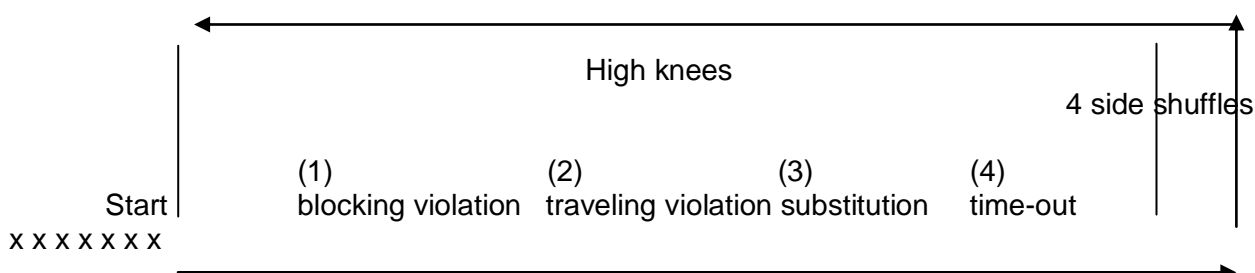 High knees
4 side shuffles
(1) (2) (3) (4)
Start blocking violation traveling violation substitution time-out
x x x x x x x